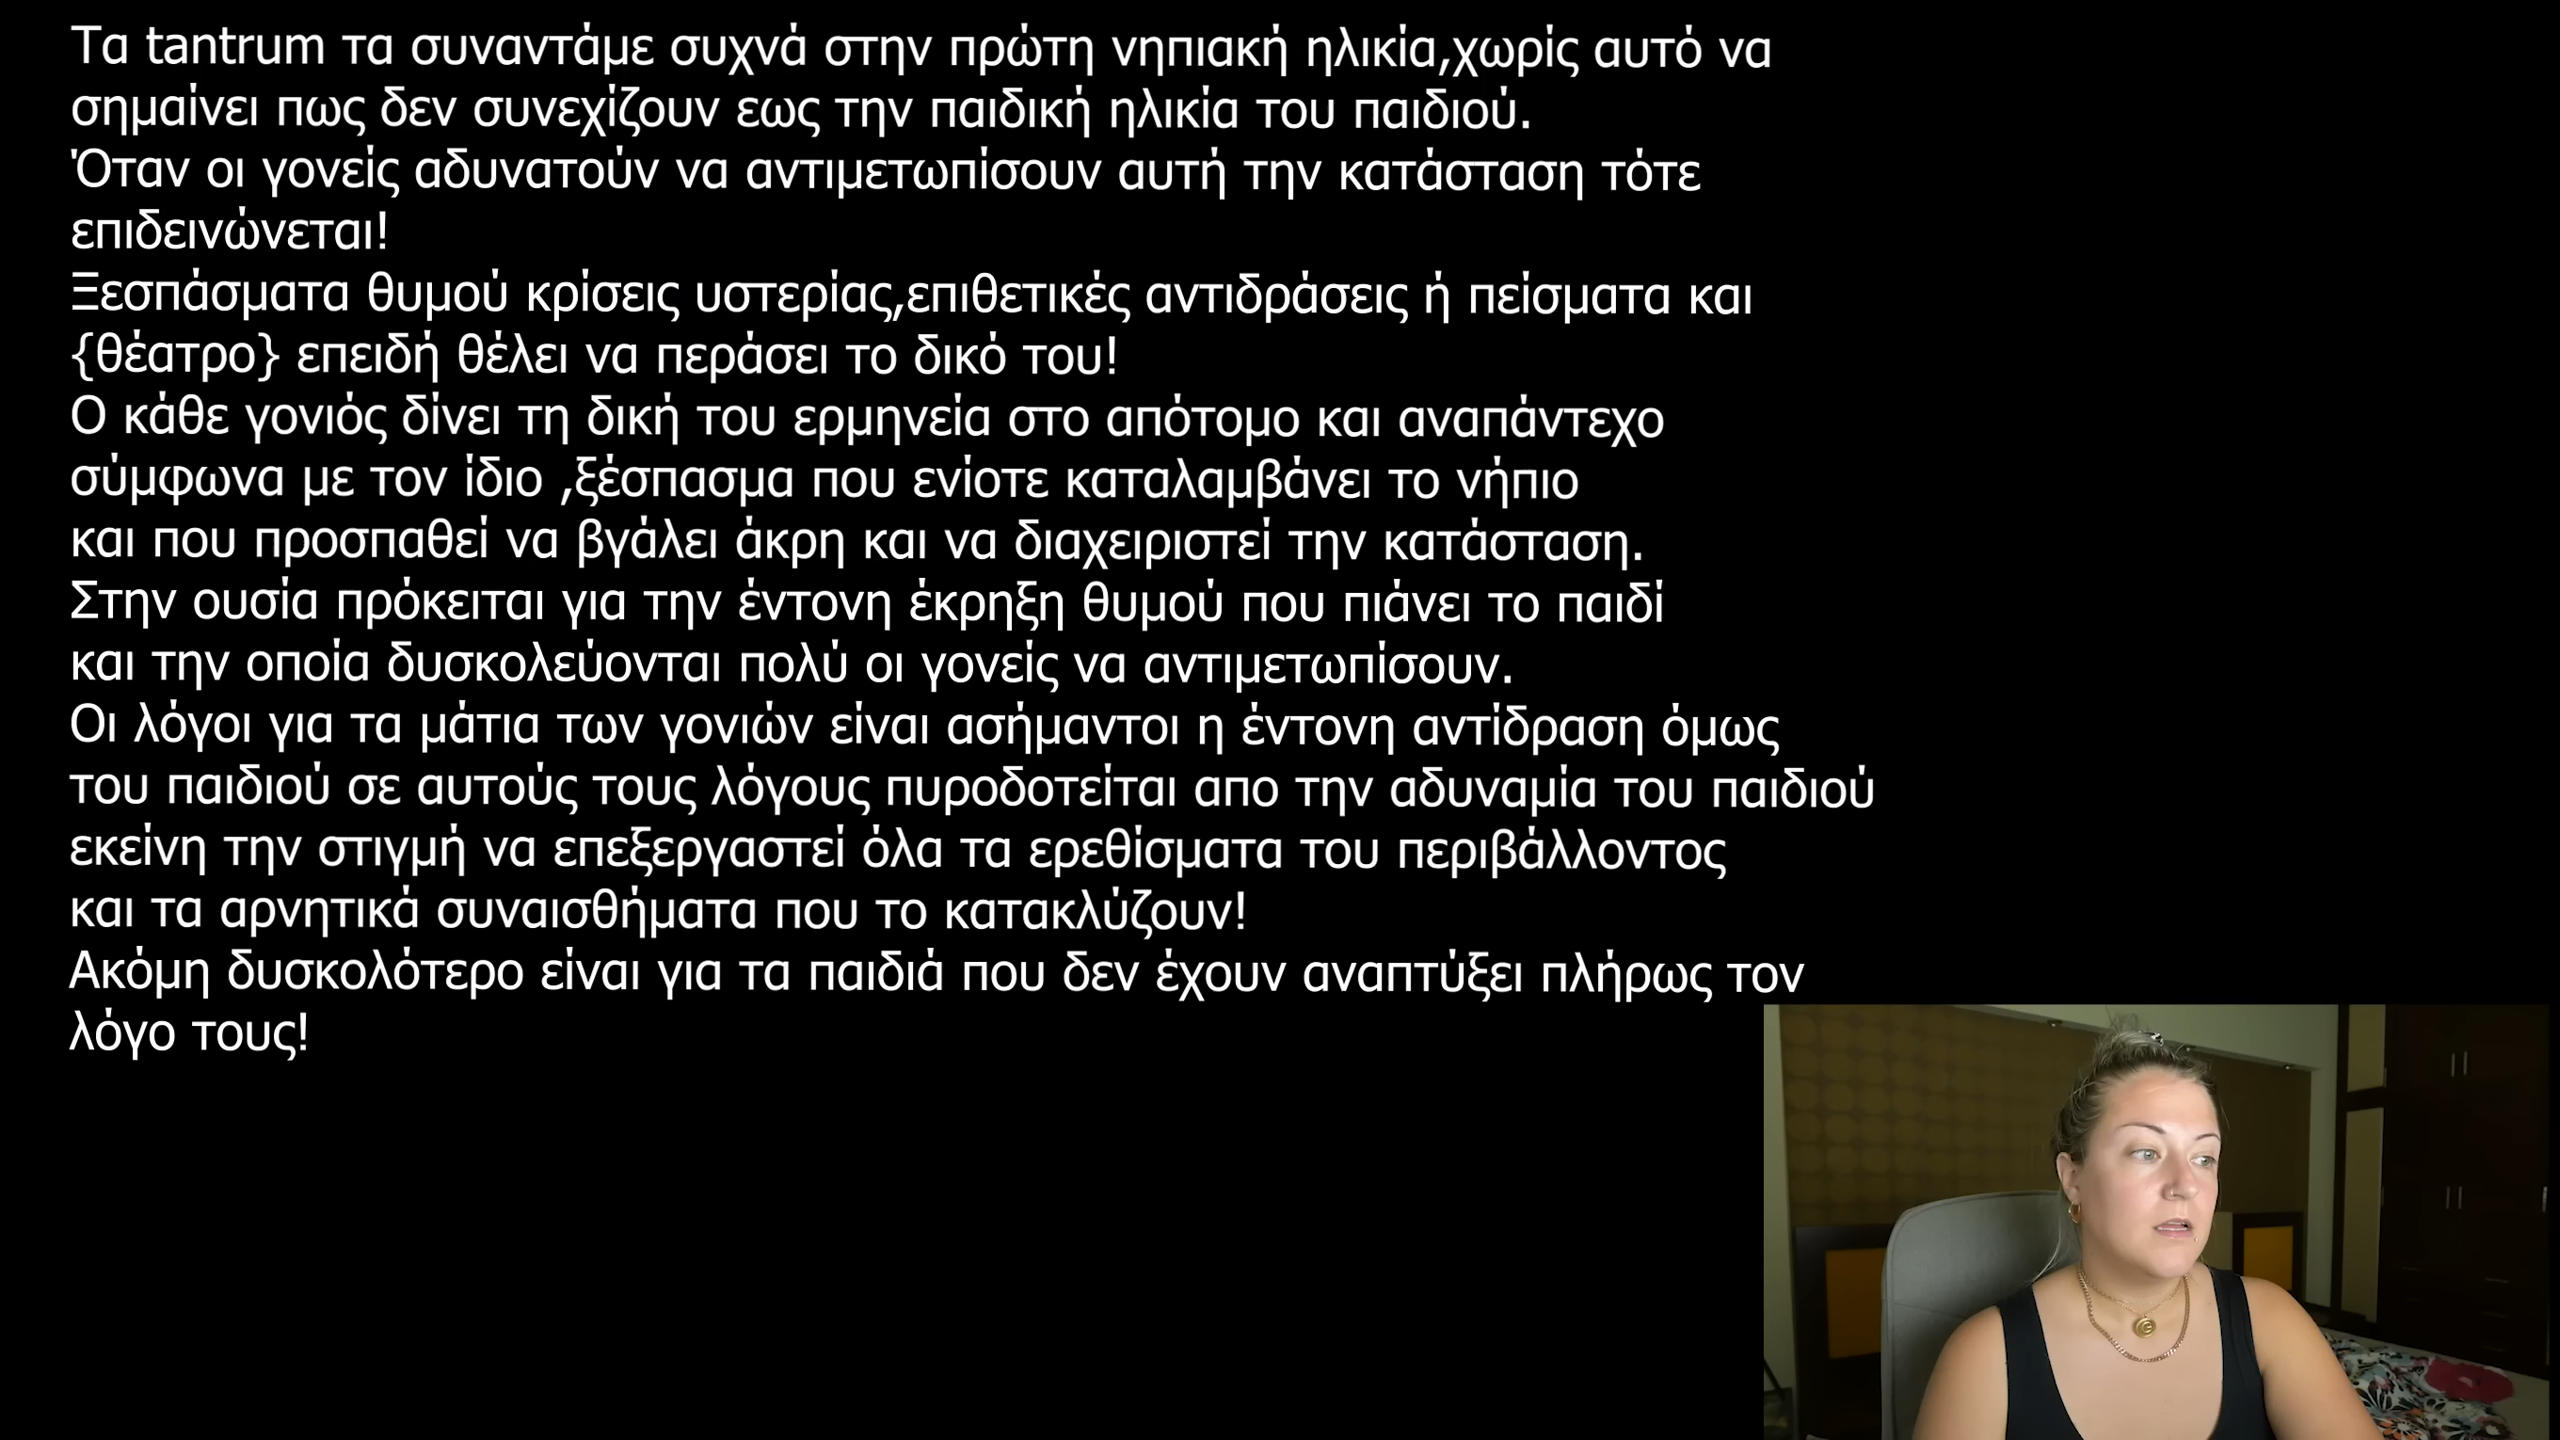 Τα tantrum τα συναντάμε συχνά στην πρώτη νηπιακή ηλικία,χωρίς αυτό να
σημαίνει πως δεν συνεχίζουν εως την παιδική ηλικία του παιδιού.
Όταν οι γονείς αδυνατούν να αντιμετωπίσουν αυτή την κατάσταση τότε
επιδεινώνεται!
Ξεσπάσματα θυμού κρίσεις υστερίας,επιθετικές αντιδράσεις ή πείσματα και
{θέατρο} επειδή θέλει να περάσει το δικό του!
Ο κάθε γονιός δίνει τη δική του ερμηνεία στο απότομο και αναπάντεχο
σύμφωνα με τον ίδιο ,ξέσπασμα που ενίοτε καταλαμβάνει το νήπιο
και που προσπαθεί να βγάλει άκρη και να διαχειριστεί την κατάσταση.
Στην ουσία πρόκειται για την έντονη έκρηξη θυμού που πιάνει το παιδί
και την οποία δυσκολεύονται πολύ οι γονείς να αντιμετωπίσουν.
Οι λόγοι για τα μάτια των γονιών είναι ασήμαντοι η έντονη αντίδραση όμως
του παιδιού σε αυτούς τους λόγους πυροδοτείται απο την αδυναμία του παιδιού
εκείνη την στιγμή να επεξεργαστεί όλα τα ερεθίσματα του περιβάλλοντος
και τα αρνητικά συναισθήματα που το κατακλύζουν!
Ακόμη δυσκολότερο είναι για τα παιδιά που δεν έχουν αναπτύξει πλήρως τον
λόγο τους!